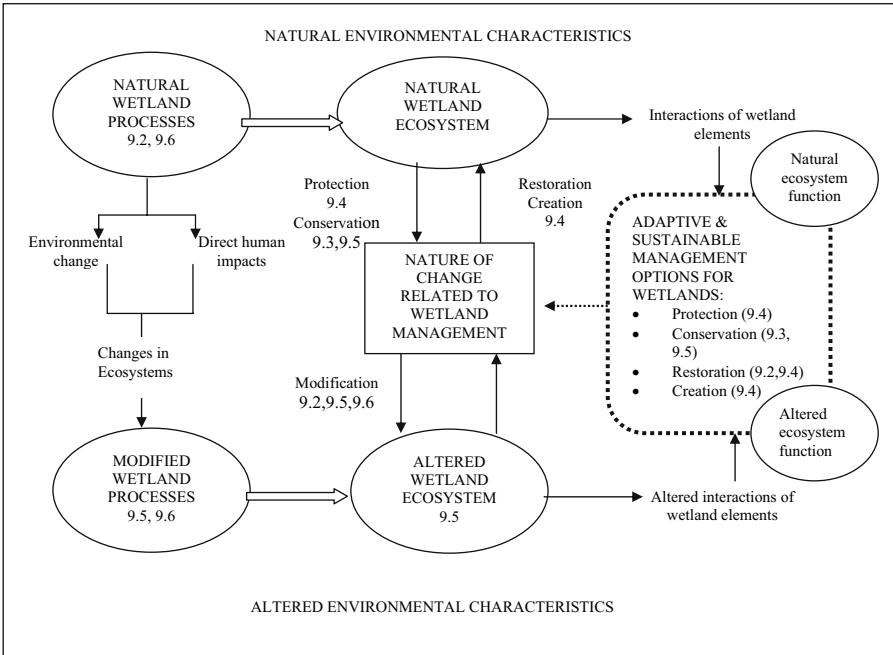 NATURAL ENVIRONMENTAL CHARACTERISTICS
NATURAL
WETLAND
PROCESSES
9.2, 9.6
NATURAL
WETLAND
ECOSYSTEM
Interactions of wetland
elements
Natural
ecosystem
function
Protection
9.4
Conservation
9.3,9.5
Restoration
Creation
9.4
Environmental
change
Direct human
impacts
NATURE OF
CHANGE
RELATED TO
WETLAND
MANAGEMENT
ADAPTIVE &
SUSTAINABLE
MANAGEMENT
OPTIONS FOR
WETLANDS:
• Protection (9.4)
• Conservation (9.3,
9.5)
• Restoration (9.2,9.4)
• Creation (9.4)
Changes in
Ecosystems
Modification
9.2,9.5,9.6
Altered
ecosystem
function
MODIFIED
WETLAND
PROCESSES
9.5, 9.6
ALTERED
WETLAND
ECOSYSTEM
9.5
Altered interactions of
wetland elements
ALTERED ENVIRONMENTAL CHARACTERISTICS